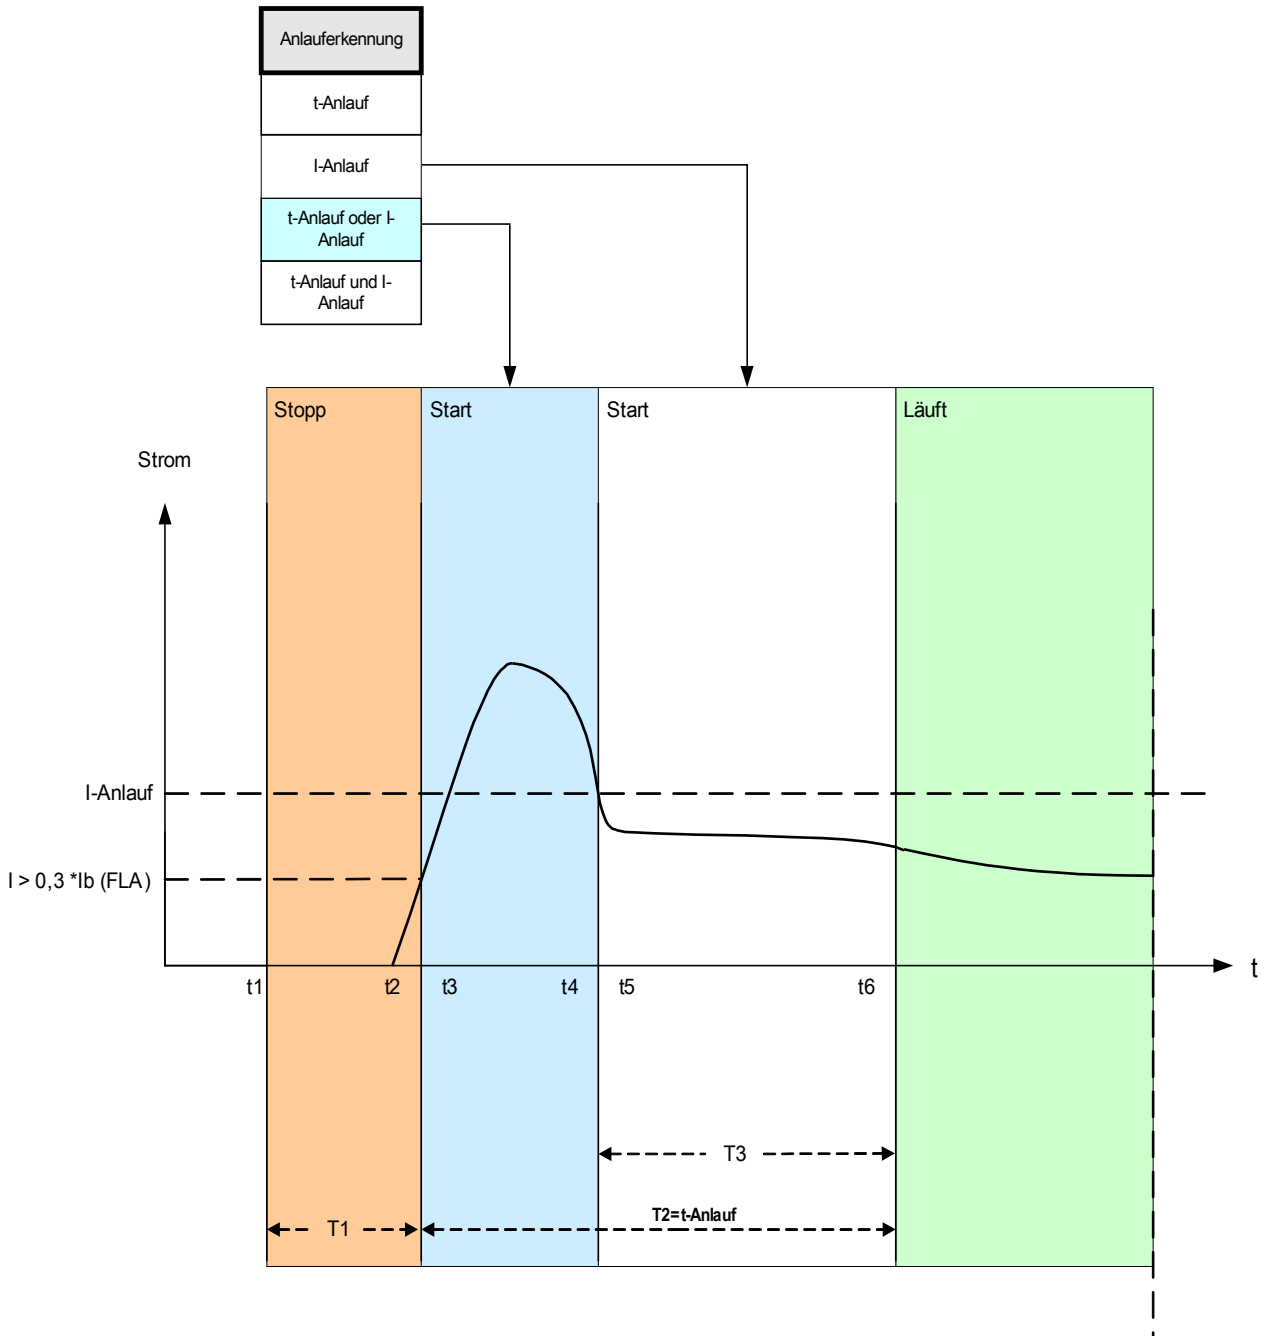 Anlauferkennung
t-Anlauf
I-Anlauf
t-Anlauf oder I-
Anlauf
t-Anlauf und I-
Anlauf
Stopp
Start
Start
Läuft
Strom
I-Anlauf
I > 0,3 *Ib (FLA)
t
t1
t2
t3
t4
t5
t6
T3
T2=t-Anlauf
T1